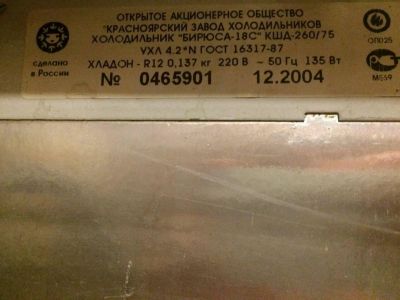 ОТКРЫТОЕ АКЦИОНЕРНОЕ ОБЩЕСТВО
"КРАСНОЯРСКИЙ ЗАВОД ХОЛОДИЛЬНИКОВ
ХОЛОДИЛЬНИК "БИРЮСА-18С" КШД-260/75
УХЛ 4.2*N ГОСТ 16317-87
ХЛАДОН - R12 0,137 кг 220 В ~ 50 Гц 135 Вт
№ 0465901 12.2004
сделано
в России
ОП025
МБ59